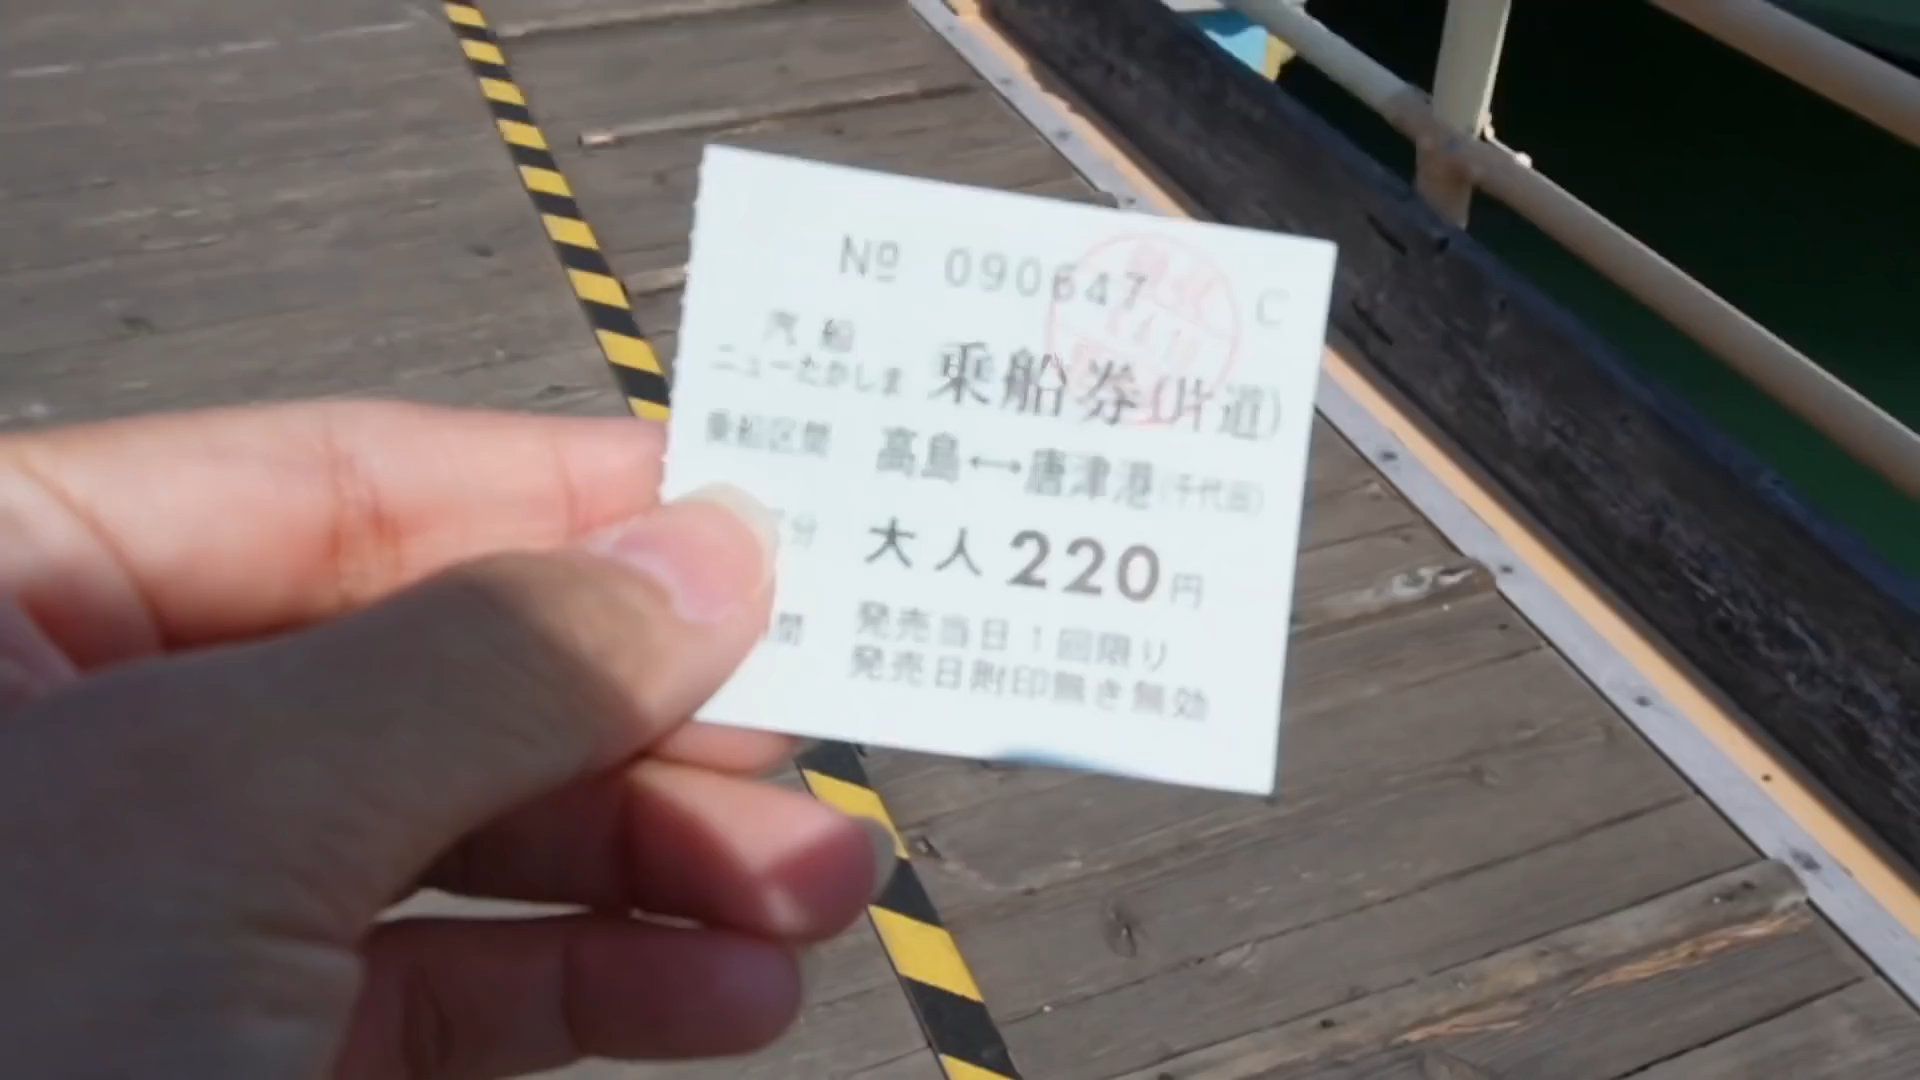 № 090647 C
汽船
ニューたかしま 乗船券(片道)
乗船区間 高島↔唐津港(千代田)
分 大人220円
間 発売当日1回限り
発売日附印無き無効